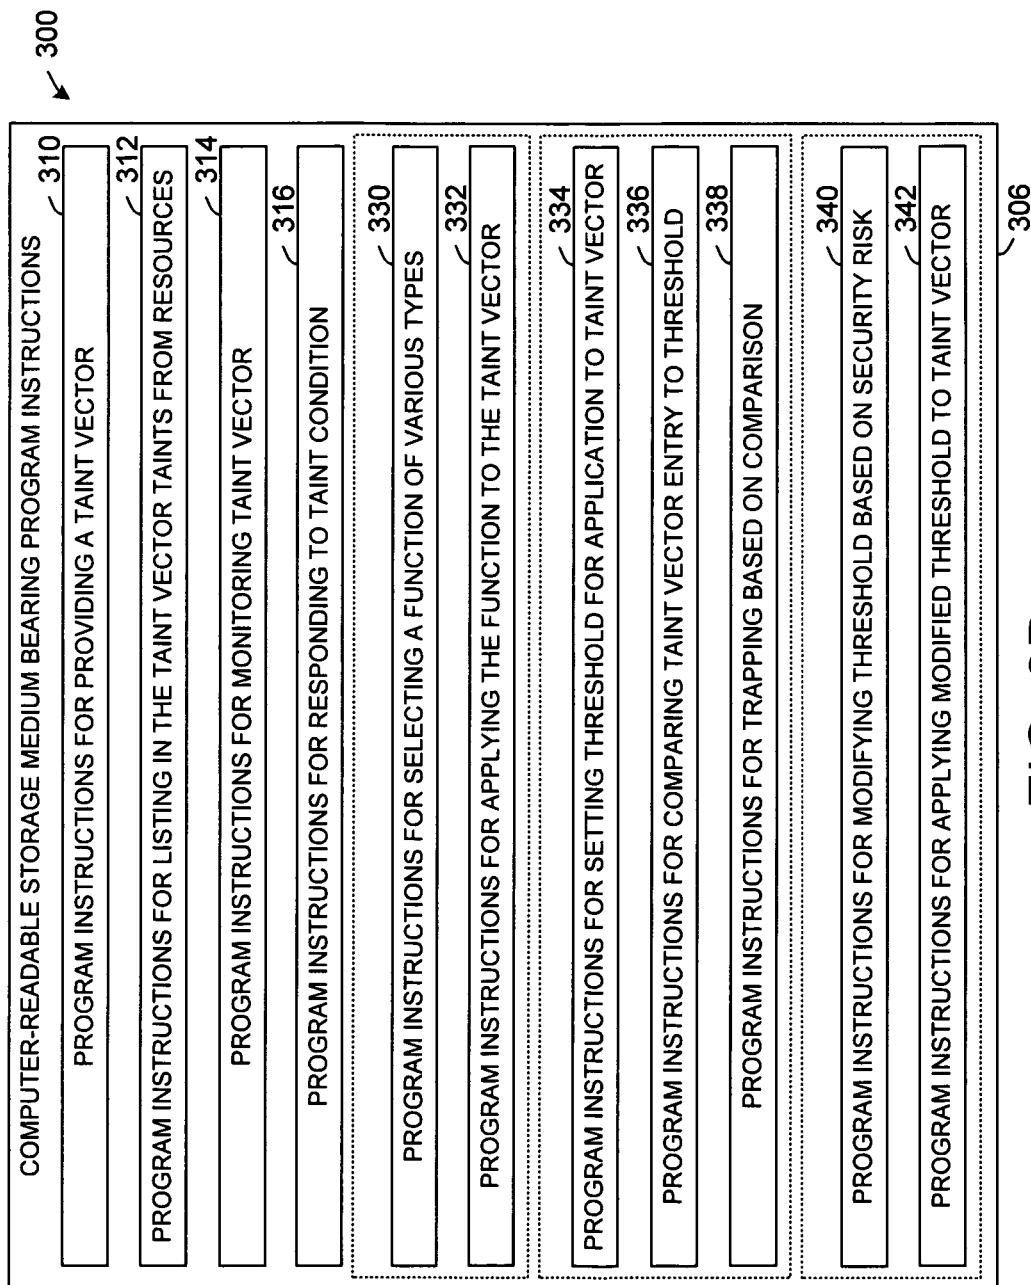 300
COMPUTER-READABLE STORAGE MEDIUM BEARING PROGRAM INSTRUCTIONS
310
PROGRAM INSTRUCTIONS FOR PROVIDING A TAINT VECTOR
312
PROGRAM INSTRUCTIONS FOR LISTING IN THE TAINT VECTOR TAINTS FROM RESOURCES
314
PROGRAM INSTRUCTIONS FOR MONITORING TAINT VECTOR
316
PROGRAM INSTRUCTIONS FOR RESPONDING TO TAINT CONDITION
330
PROGRAM INSTRUCTIONS FOR SELECTING A FUNCTION OF VARIOUS TYPES
332
PROGRAM INSTRUCTIONS FOR APPLYING THE FUNCTION TO THE TAINT VECTOR
334
PROGRAM INSTRUCTIONS FOR SETTING THRESHOLD FOR APPLICATION TO TAINT VECTOR
336
PROGRAM INSTRUCTIONS FOR COMPARING TAINT VECTOR ENTRY TO THRESHOLD
338
PROGRAM INSTRUCTIONS FOR TRAPPING BASED ON COMPARISON
340
PROGRAM INSTRUCTIONS FOR MODIFYING THRESHOLD BASED ON SECURITY RISK
342
PROGRAM INSTRUCTIONS FOR APPLYING MODIFIED THRESHOLD TO TAINT VECTOR
306